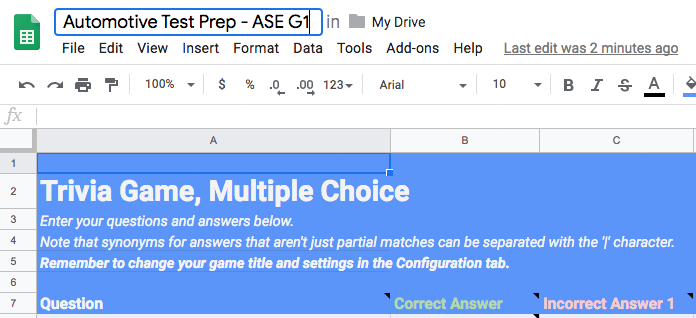 Automotive Test Prep - ASE G1 in My Drive
File Edit View Insert Format Data Tools Add-ons Help Last edit was 2 minutes ago
100% $ % .0 .00 123 Arial 10 B I S A
fx
A B C
1
2 Trivia Game, Multiple Choice
3 Enter your questions and answers below.
4 Note that synonyms for answers that aren't just partial matches can be separated with the '|' character.
5 Remember to change your game title and settings in the Configuration tab.
6
7 Question Correct Answer Incorrect Answer 1